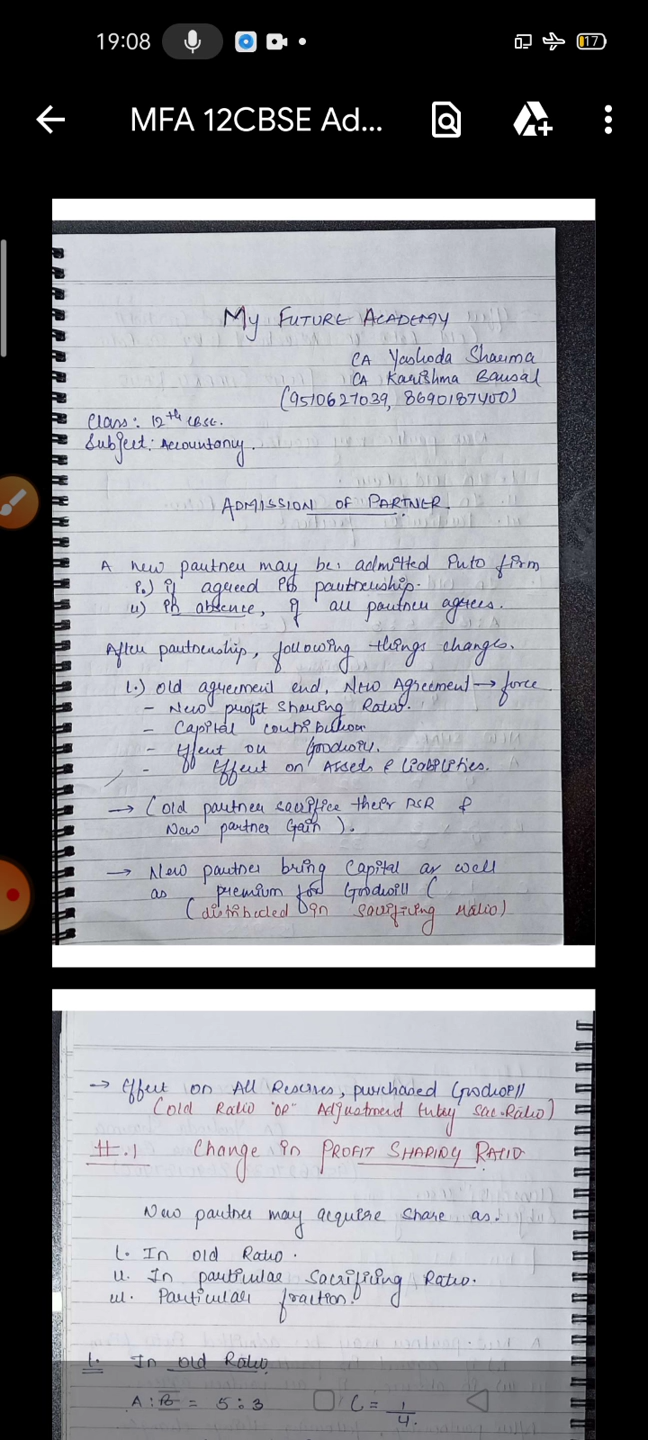 19:08
17
MFA 12CBSE Ad...
My FUTURE ACADEMY
CA Yashoda Sharma
CA Karishma Bansal
(9510627039, 8690187400)
Class: 12th CBSE.
Subject: Accountancy.
ADMISSION OF PARTNER
A new partner may be admitted into firm
i.) if agreed in partnership.
ii) in absence, if all partner agrees.
After partnership, following things changes.
1.) Old agreement end, New Agreement → force
- New profit sharing Ratio.
- Capital contribution
- Effect on Goodwill.
- Effect on Assets & liabilities.
→ (Old partner sacrifice their PSR &
New partner Gain).
→ New partner bring Capital as well
as premium for Goodwill (
(distributed in sacrificing ratio)
→ Effect on All Reserves, purchased Goodwill
(Old Ratio "OR" Adjustment Entry Sac. Ratio)
#.1 Change in PROFIT SHARING RATIO
New partner may acquire share as.
i. In old Ratio.
ii. In particular Sacrificing Ratio.
iii. Particular fraction.
1. In old Ratio
A:B = 5:3 C = 1/4.